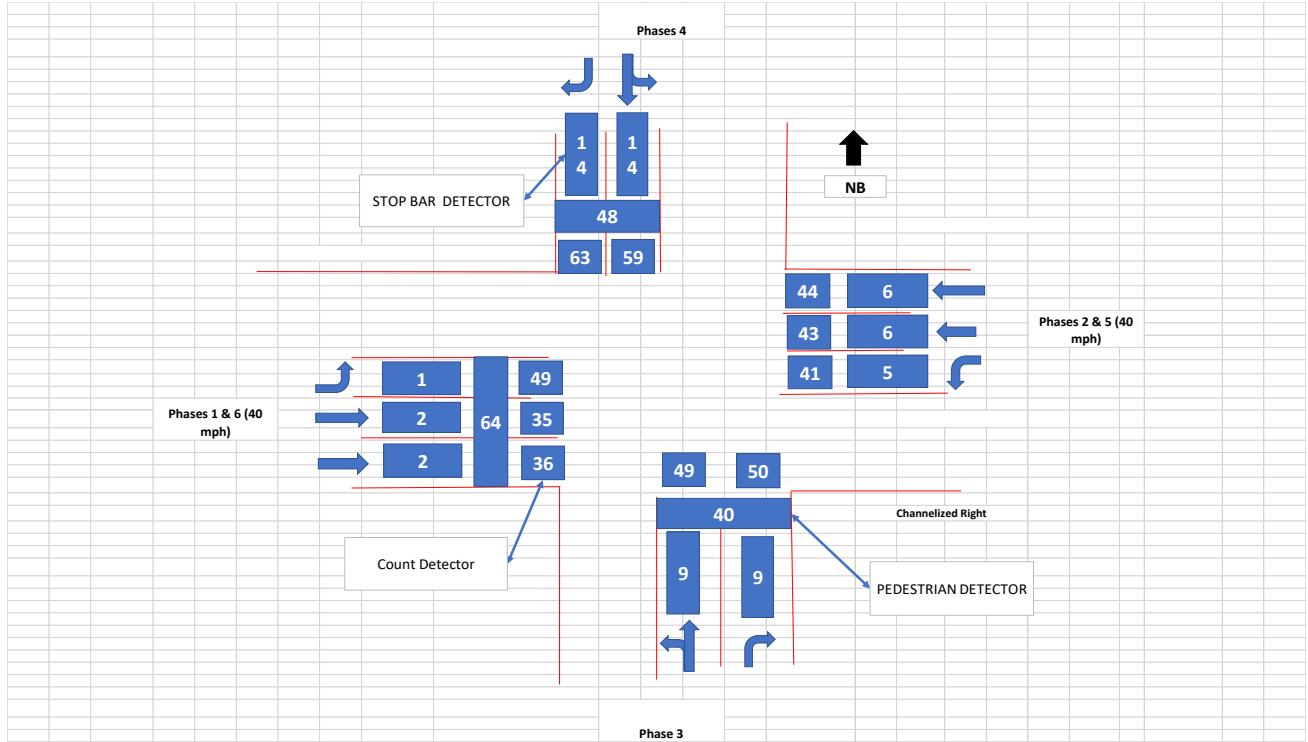 Phases 4
1
4
1
4
NB
STOP BAR DETECTOR
48
63
59
44
6
43
6
Phases 2 & 5 (40
mph)
41
5
1
49
Phases 1 & 6 (40
mph)
2
64
35
2
36
49
50
40
Channelized Right
Count Detector
9
9
PEDESTRIAN DETECTOR
Phase 3